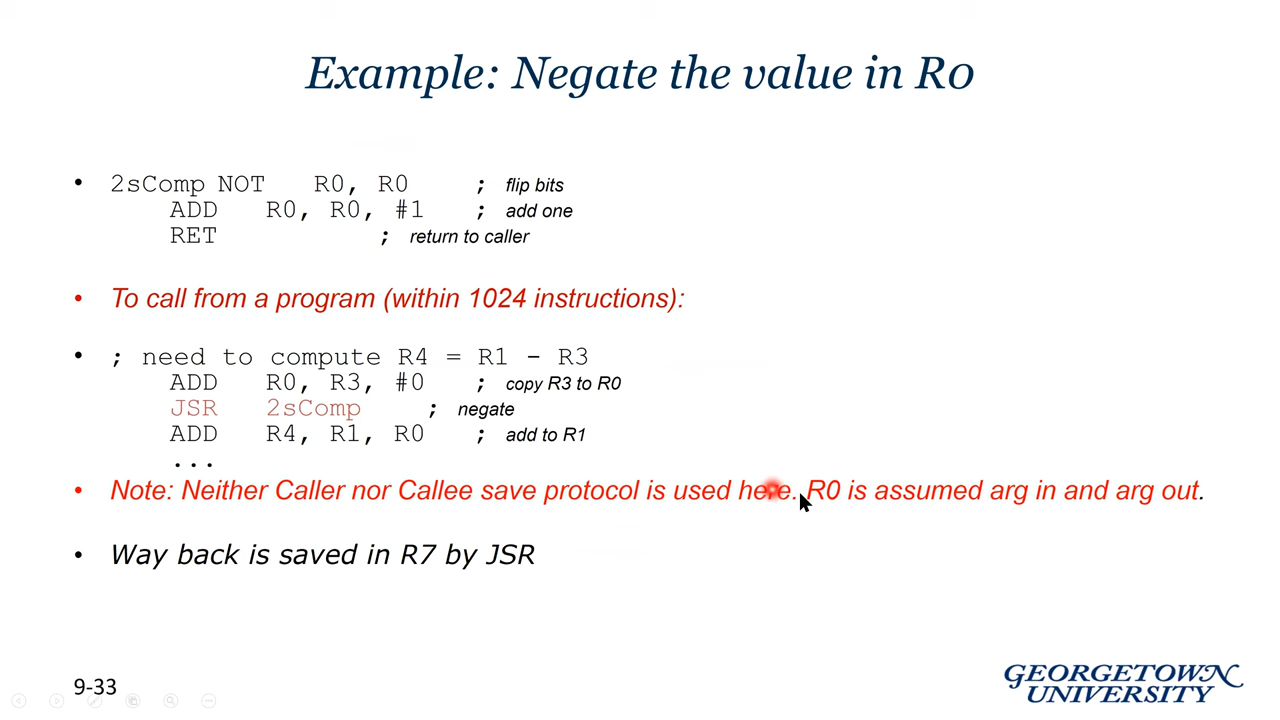 Example: Negate the value in R0
• 2sComp NOT R0, R0 ; flip bits
ADD R0, R0, #1 ; add one
RET ; return to caller
• To call from a program (within 1024 instructions):
• ; need to compute R4 = R1 - R3
ADD R0, R3, #0 ; copy R3 to R0
JSR 2sComp ; negate
ADD R4, R1, R0 ; add to R1
...
• Note: Neither Caller nor Callee save protocol is used here. R0 is assumed arg in and arg out.
• Way back is saved in R7 by JSR
9-33
GEORGETOWN
UNIVERSITY